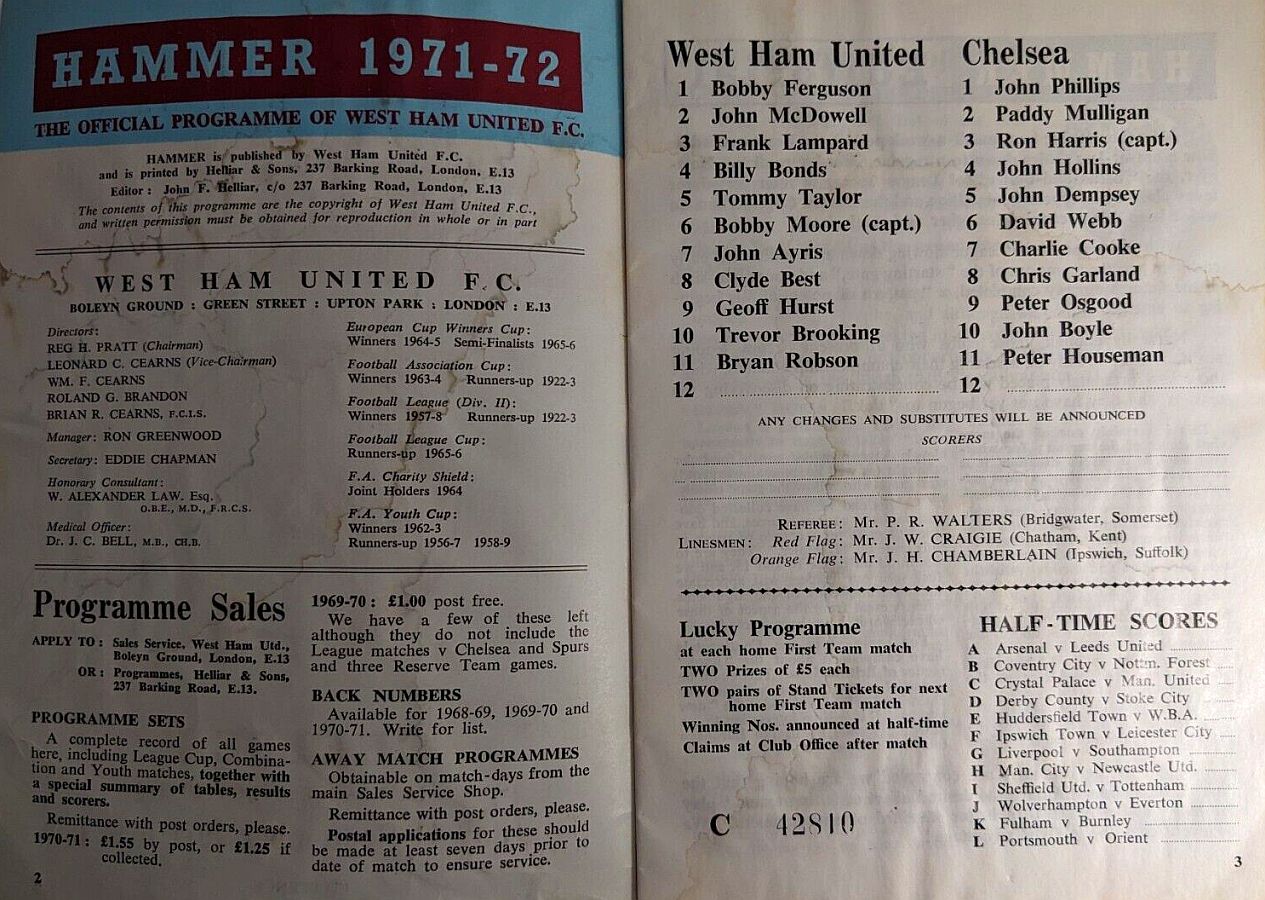 HAMMER 1971-72
THE OFFICIAL PROGRAMME OF WEST HAM UNITED F.C.
HAMMER is published by West Ham United F.C.
and is printed by Helliar & Sons, 237 Barking Road, London, E.13
Editor: John F. Helliar, c/o 237 Barking Road, London, E.13
The contents of this programme are the copyright of West Ham United F.C.,
and written permission must be obtained for reproduction in whole or in part
WEST HAM UNITED F.C.
BOLEYN GROUND : GREEN STREET : UPTON PARK : LONDON : E.13
Directors:
REG H. PRATT (Chairman)
LEONARD C. CEARNS (Vice-Chairman)
WM. F. CEARNS
ROLAND G. BRANDON
BRIAN R. CEARNS, F.C.I.S.
Manager: RON GREENWOOD
Secretary: EDDIE CHAPMAN
Honorary Consultant:
W. ALEXANDER LAW. Esq.
O.B.E., M.D., F.R.C.S.
Medical Officer:
Dr. J. C. BELL, M.B., CH.B.
European Cup Winners Cup:
Winners 1964-5 Semi-Finalists 1965-6
Football Association Cup:
Winners 1963-4 Runners-up 1922-3
Football League (Div. II):
Winners 1957-8 Runners-up 1922-3
Football League Cup:
Runners-up 1965-6
F.A. Charity Shield:
Joint Holders 1964
F.A. Youth Cup:
Winners 1962-3
Runners-up 1956-7 1958-9
Programme Sales
APPLY TO: Sales Service, West Ham Utd.,
Boleyn Ground, London, E.13
OR: Programmes, Helliar & Sons,
237 Barking Road, E.13.
PROGRAMME SETS
A complete record of all games
here, including League Cup, Combina-
tion and Youth matches, together with
a special summary of tables, results
and scorers.
Remittance with post orders, please.
1970-71: £1.55 by post, or £1.25 if
collected.
1969-70: £1.00 post free.
We have a few of these left
although they do not include the
League matches v Chelsea and Spurs
and three Reserve Team games.
BACK NUMBERS
Available for 1968-69, 1969-70 and
1970-71. Write for list.
AWAY MATCH PROGRAMMES
Obtainable on match-days from the
main Sales Service Shop.
Remittance with post orders, please.
Postal applications for these should
be made at least seven days prior to
date of match to ensure service.
2
West Ham United
1 Bobby Ferguson
2 John McDowell
3 Frank Lampard
4 Billy Bonds
5 Tommy Taylor
6 Bobby Moore (capt.)
7 John Ayris
8 Clyde Best
9 Geoff Hurst
10 Trevor Brooking
11 Bryan Robson
12
Chelsea
1 John Phillips
2 Paddy Mulligan
3 Ron Harris (capt.)
4 John Hollins
5 John Dempsey
6 David Webb
7 Charlie Cooke
8 Chris Garland
9 Peter Osgood
10 John Boyle
11 Peter Houseman
12
ANY CHANGES AND SUBSTITUTES WILL BE ANNOUNCED
SCORERS
REFEREE: Mr. P. R. WALTERS (Bridgwater, Somerset)
LINESMEN: Red Flag: Mr. J. W. CRAIGIE (Chatham, Kent)
Orange Flag: Mr. J. H. CHAMBERLAIN (Ipswich, Suffolk)
Lucky Programme
at each home First Team match
TWO Prizes of £5 each
TWO pairs of Stand Tickets for next
home First Team match
Winning Nos. announced at half-time
Claims at Club Office after match
C 42810
HALF-TIME SCORES
A Arsenal v Leeds United
B Coventry City v Nottm. Forest
C Crystal Palace v Man. United
D Derby County v Stoke City
E Huddersfield Town v W.B.A.
F Ipswich Town v Leicester City
G Liverpool v Southampton
H Man. City v Newcastle Utd.
I Sheffield Utd. v Tottenham
J Wolverhampton v Everton
K Fulham v Burnley
L Portsmouth v Orient
3